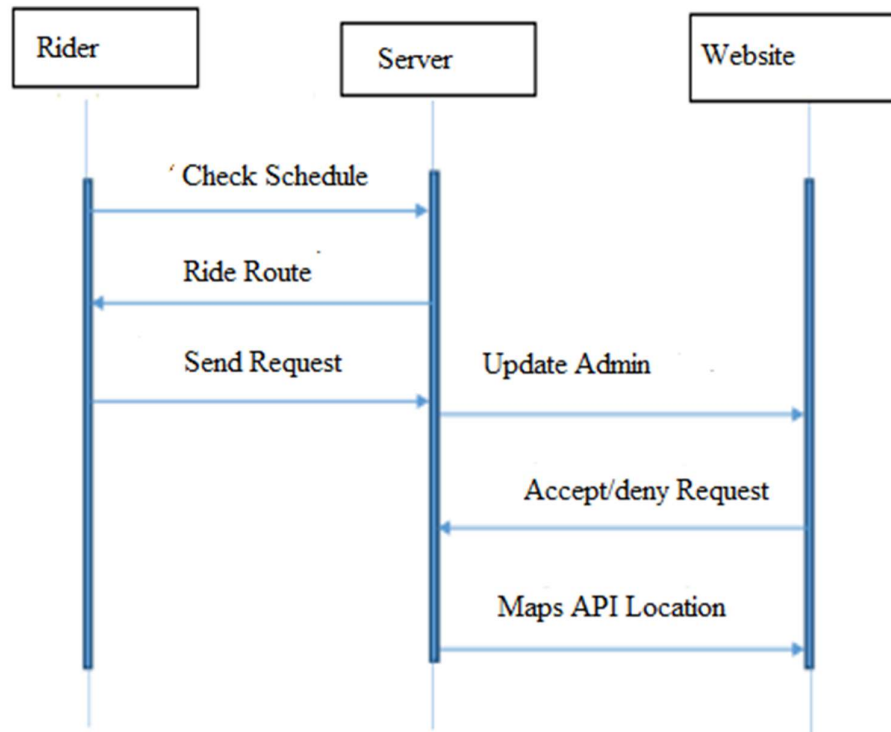 Rider
Server
Website
Check Schedule
Ride Route
Send Request
Update Admin
Accept/deny Request
Maps API Location